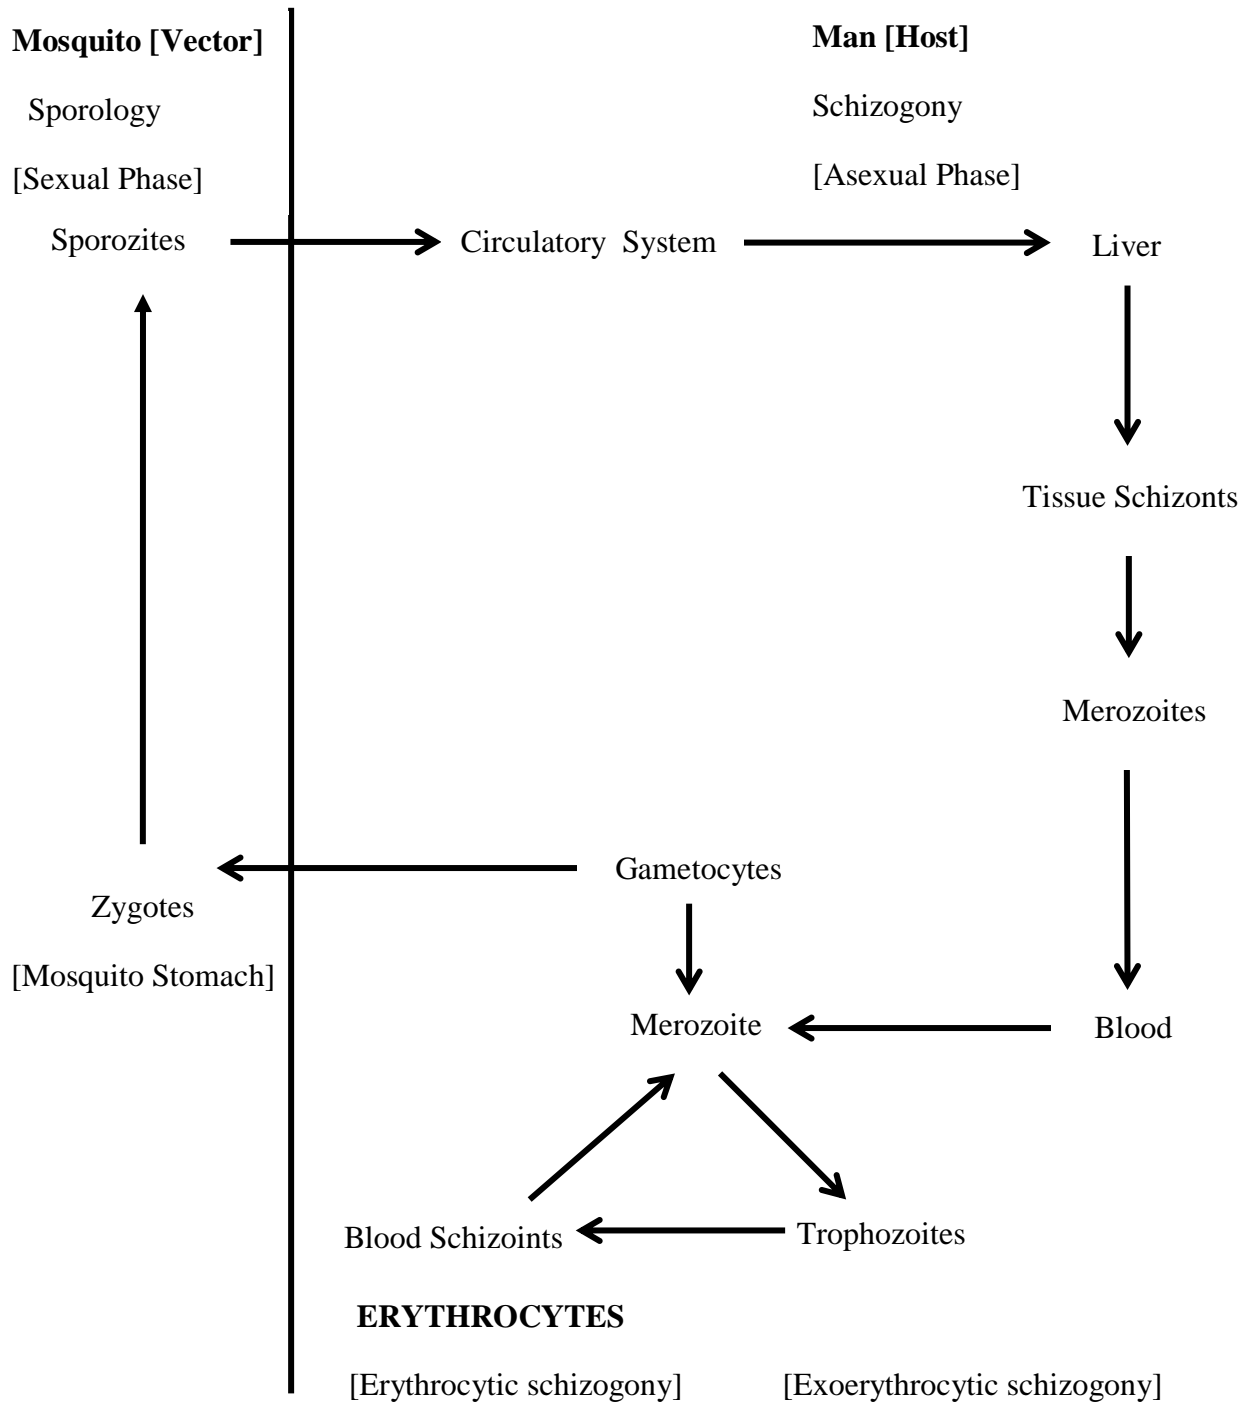 Mosquito [Vector]
Man [Host]
Sporology
Schizogony
[Sexual Phase]
[Asexual Phase]
Sporozites
Circulatory System
Liver
Tissue Schizonts
Merozoites
Gametocytes
Zygotes
[Mosquito Stomach]
Merozoite
Blood
Blood Schizoints
Trophozoites
ERYTHROCYTES
[Erythrocytic schizogony]
[Exoerythrocytic schizogony]